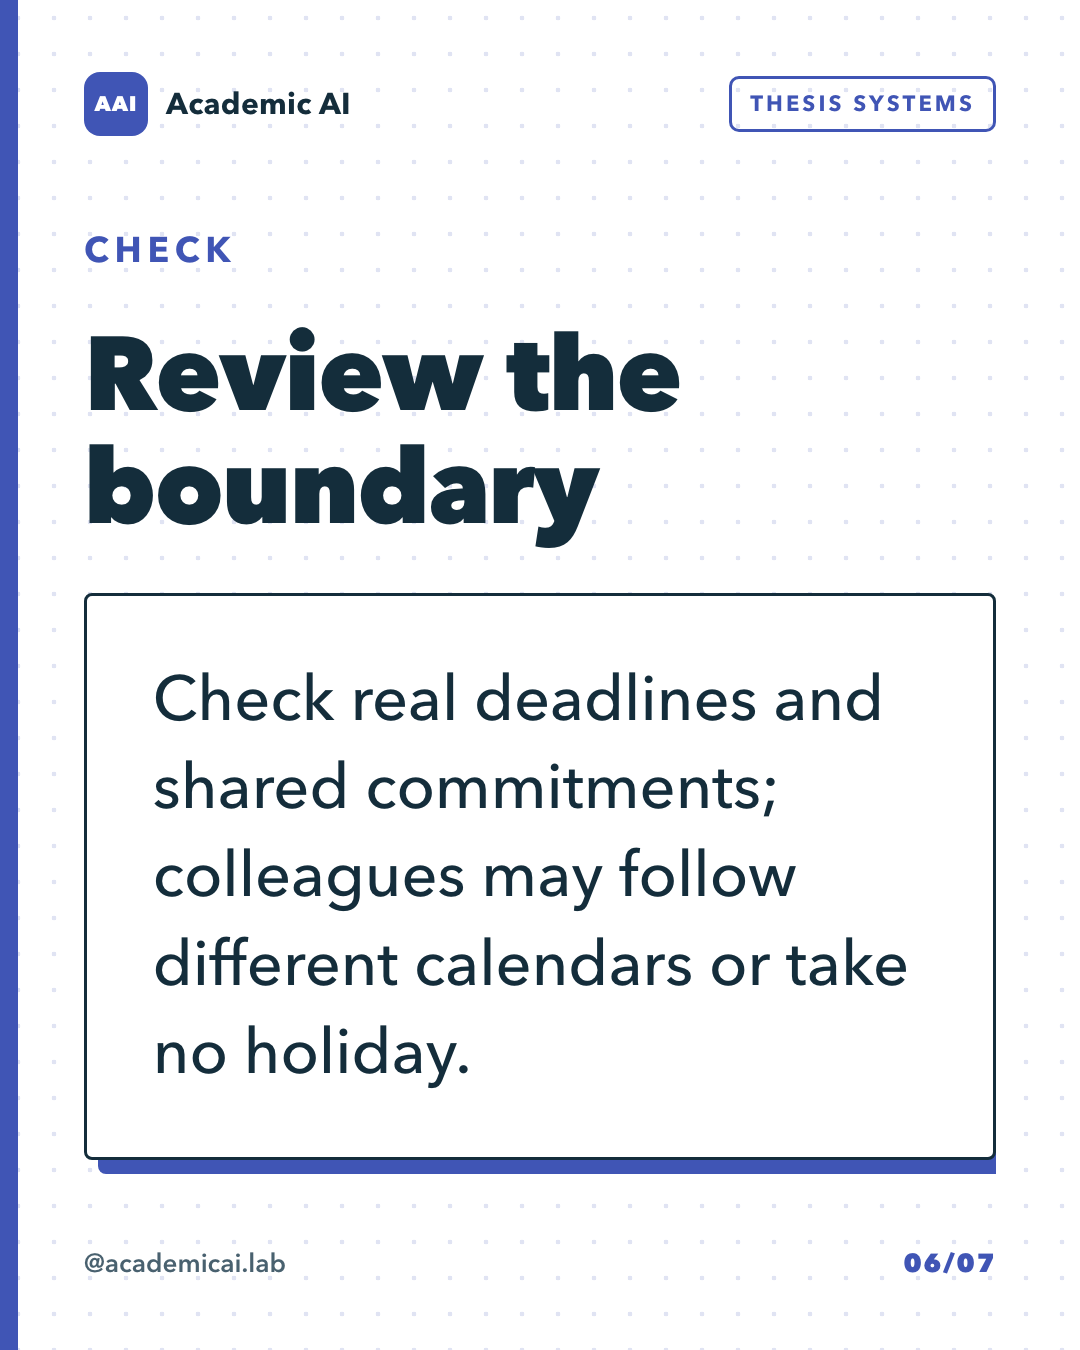 AAI Academic AI
THESIS SYSTEMS
CHECK
Review the
boundary
Check real deadlines and
shared commitments;
colleagues may follow
different calendars or take
no holiday.
@academicai.lab
06/07